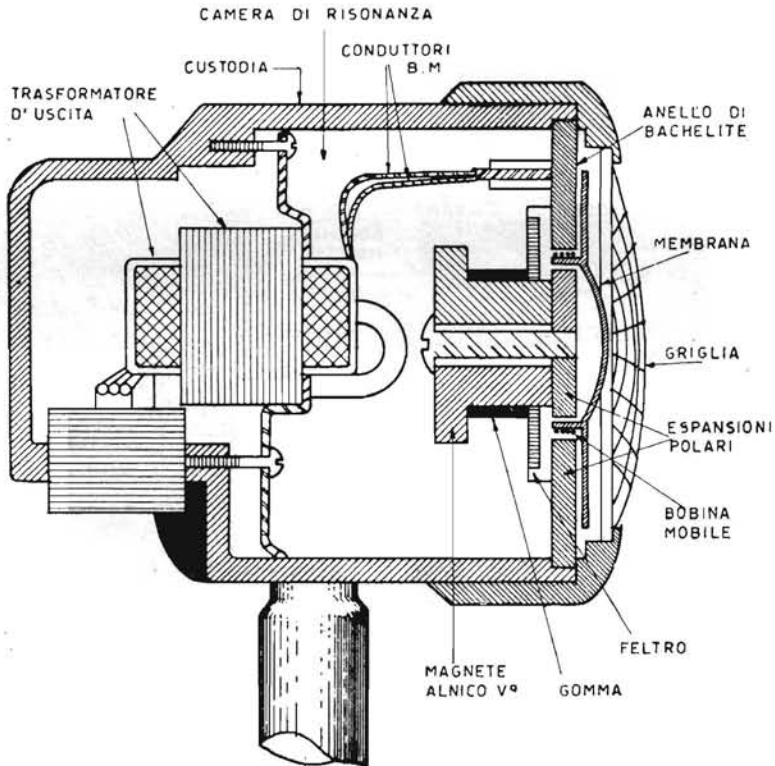 CAMERA DI RISONANZA
CUSTODIA
CONDUTTORI
B.M
TRASFORMATORE
D'USCITA
ANELLO DI
BACHELITE
MEMBRANA
GRIGLIA
ESPANSIONI
POLARI
BOBINA
MOBILE
FELTRO
GOMMA
MAGNETE
ALNICO Vº